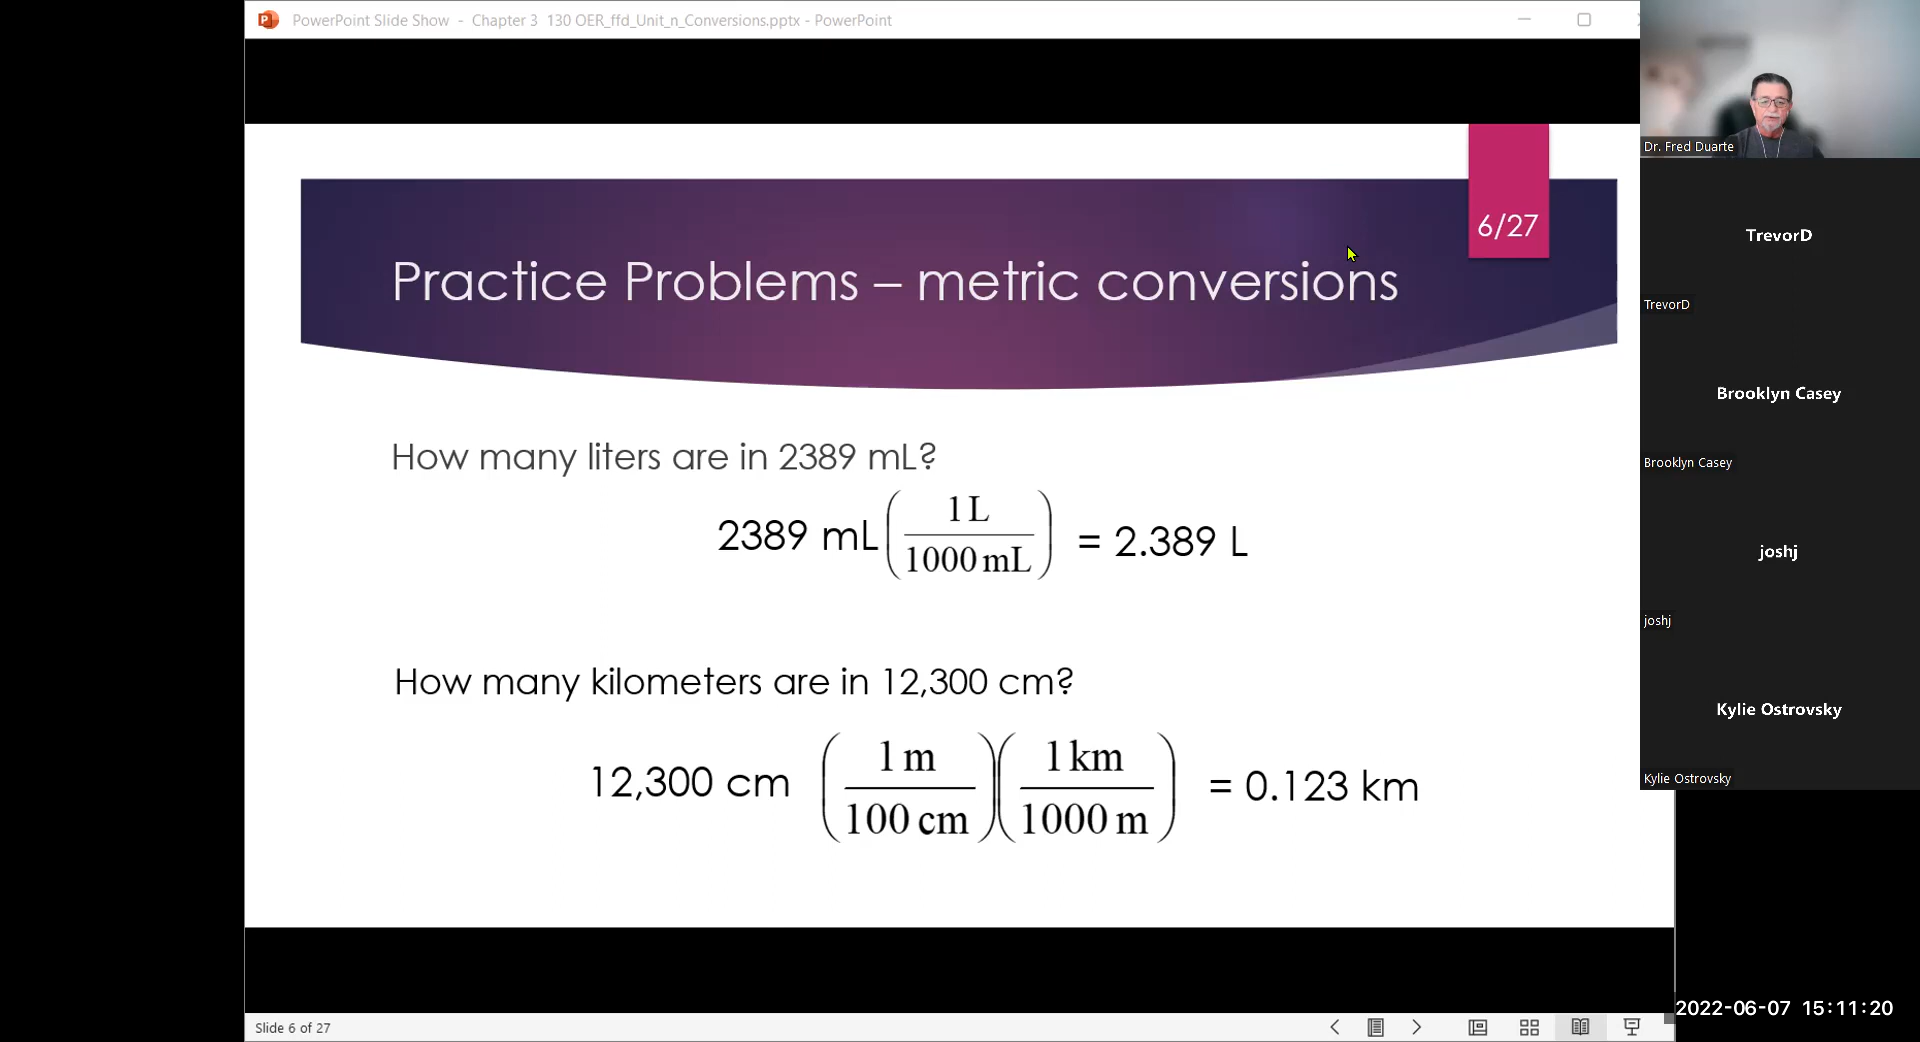 PowerPoint Slide Show - Chapter 3 130 OER_ffd_Unit_n_Conversions.pptx - PowerPoint
Dr. Fred Duarte
6/27
Practice Problems – metric conversions
How many liters are in 2389 mL?
2389 mL (1 L / 1000 mL) = 2.389 L
How many kilometers are in 12,300 cm?
12,300 cm (1 m / 100 cm)(1 km / 1000 m) = 0.123 km
TrevorD
TrevorD
Brooklyn Casey
Brooklyn Casey
joshj
joshj
Kylie Ostrovsky
Kylie Ostrovsky
2022-06-07 15:11:20
Slide 6 of 27